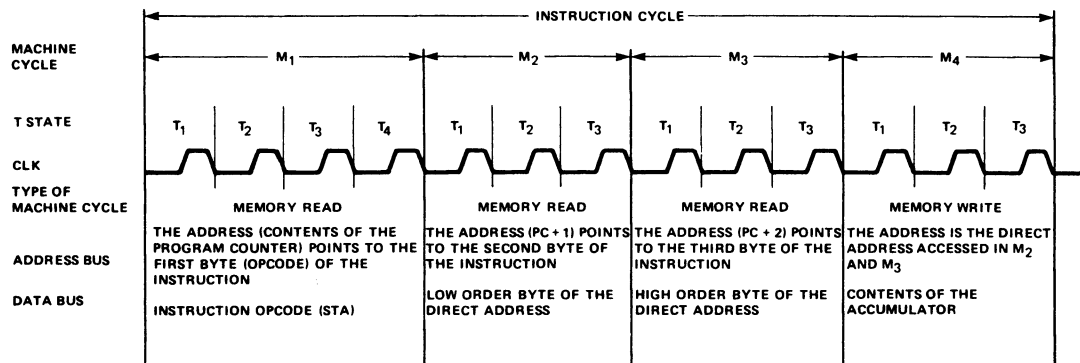 INSTRUCTION CYCLE
MACHINE CYCLE
M1 M2 M3 M4
T STATE
T1 T2 T3 T4 T1 T2 T3 T1 T2 T3 T1 T2 T3
CLK
TYPE OF
MACHINE CYCLE
MEMORY READ
MEMORY READ
MEMORY READ
MEMORY WRITE
ADDRESS BUS
THE ADDRESS (CONTENTS OF THE
PROGRAM COUNTER) POINTS TO THE
FIRST BYTE (OPCODE) OF THE
INSTRUCTION
THE ADDRESS (PC + 1) POINTS
TO THE SECOND BYTE OF
THE INSTRUCTION
THE ADDRESS (PC + 2) POINTS
TO THE THIRD BYTE OF THE
INSTRUCTION
THE ADDRESS IS THE DIRECT
ADDRESS ACCESSED IN M2
AND M3
DATA BUS
INSTRUCTION OPCODE (STA)
LOW ORDER BYTE OF THE
DIRECT ADDRESS
HIGH ORDER BYTE OF THE
DIRECT ADDRESS
CONTENTS OF THE
ACCUMULATOR